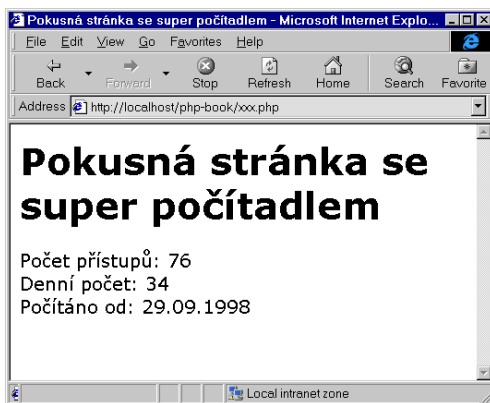 Pokusná stránka se super počítadlem - Microsoft Internet Explo...
File Edit View Go Favorites Help
Back Forward Stop Refresh Home Search Favorite
Address http://localhost/php-book/xxx.php
Pokusná stránka se
super počítadlem
Počet přístupů: 76
Denní počet: 34
Počítáno od: 29.09.1998
Local intranet zone